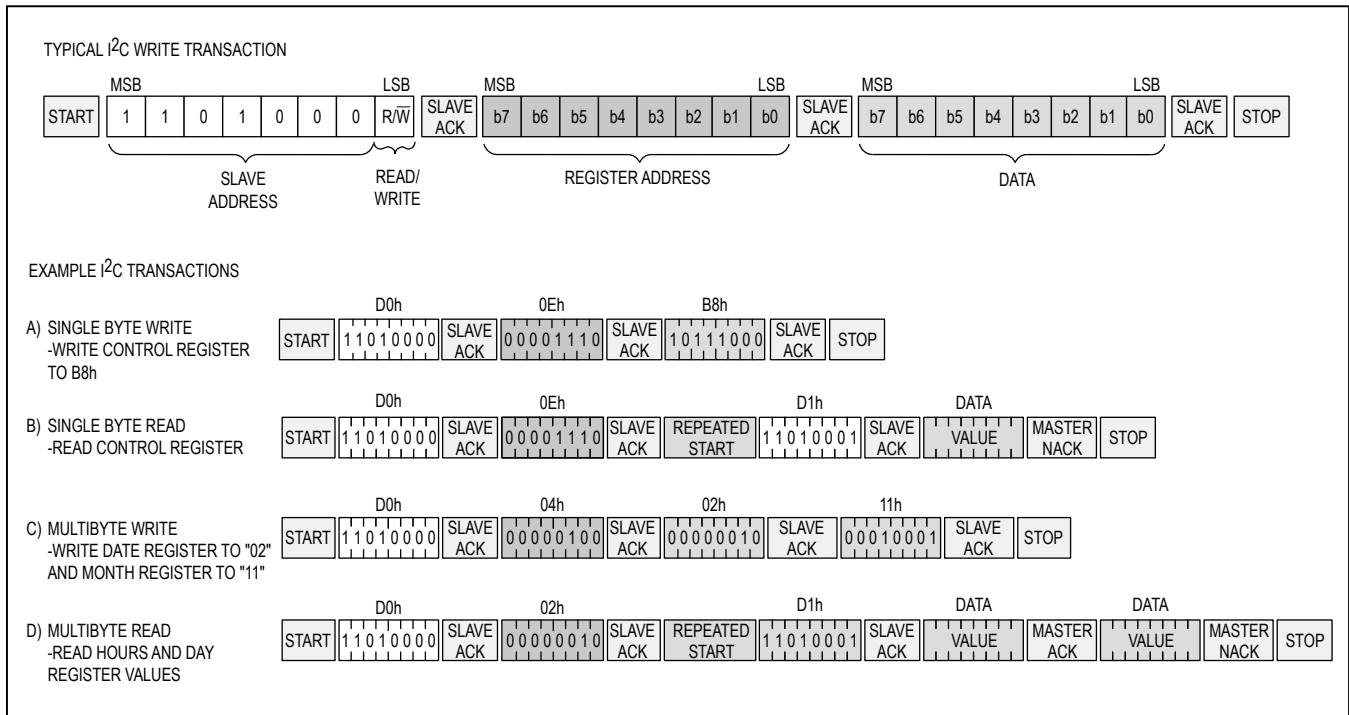 TYPICAL I2C WRITE TRANSACTION
MSB LSB MSB LSB MSB LSB
START 1 1 0 1 0 0 0 R/W̅ SLAVE ACK b7 b6 b5 b4 b3 b2 b1 b0 SLAVE ACK b7 b6 b5 b4 b3 b2 b1 b0 SLAVE ACK STOP
SLAVE ADDRESS READ/WRITE REGISTER ADDRESS DATA
EXAMPLE I2C TRANSACTIONS
D0h 0Eh B8h
A) SINGLE BYTE WRITE
-WRITE CONTROL REGISTER
TO B8h
START 11010000 SLAVE ACK 00001110 SLAVE ACK 10111000 SLAVE ACK STOP
D0h 0Eh D1h DATA
B) SINGLE BYTE READ
-READ CONTROL REGISTER
START 11010000 SLAVE ACK 00001110 SLAVE ACK REPEATED START 11010001 SLAVE ACK VALUE MASTER NACK STOP
D0h 04h 02h 11h
C) MULTIBYTE WRITE
-WRITE DATE REGISTER TO "02"
AND MONTH REGISTER TO "11"
START 11010000 SLAVE ACK 00000100 SLAVE ACK 00000010 SLAVE ACK 00010001 SLAVE ACK STOP
D0h 02h D1h DATA DATA
D) MULTIBYTE READ
-READ HOURS AND DAY
REGISTER VALUES
START 11010000 SLAVE ACK 00000010 SLAVE ACK REPEATED START 11010001 SLAVE ACK VALUE MASTER ACK VALUE MASTER NACK STOP